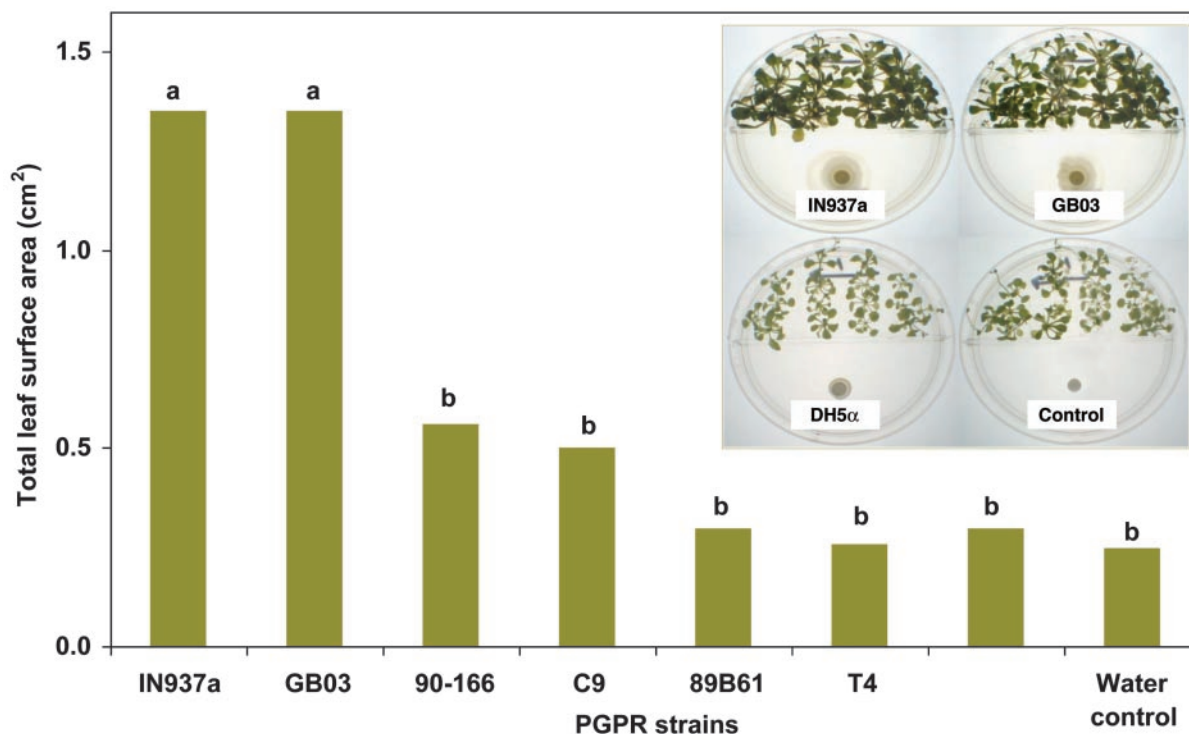 Total leaf surface area (cm²)
1.5
1.0
0.5
0.0
a
a
b
b
b
b
b
b
IN937a
GB03
90-166
C9
89B61
T4
Water
control
PGPR strains
IN937a
GB03
DH5α
Control